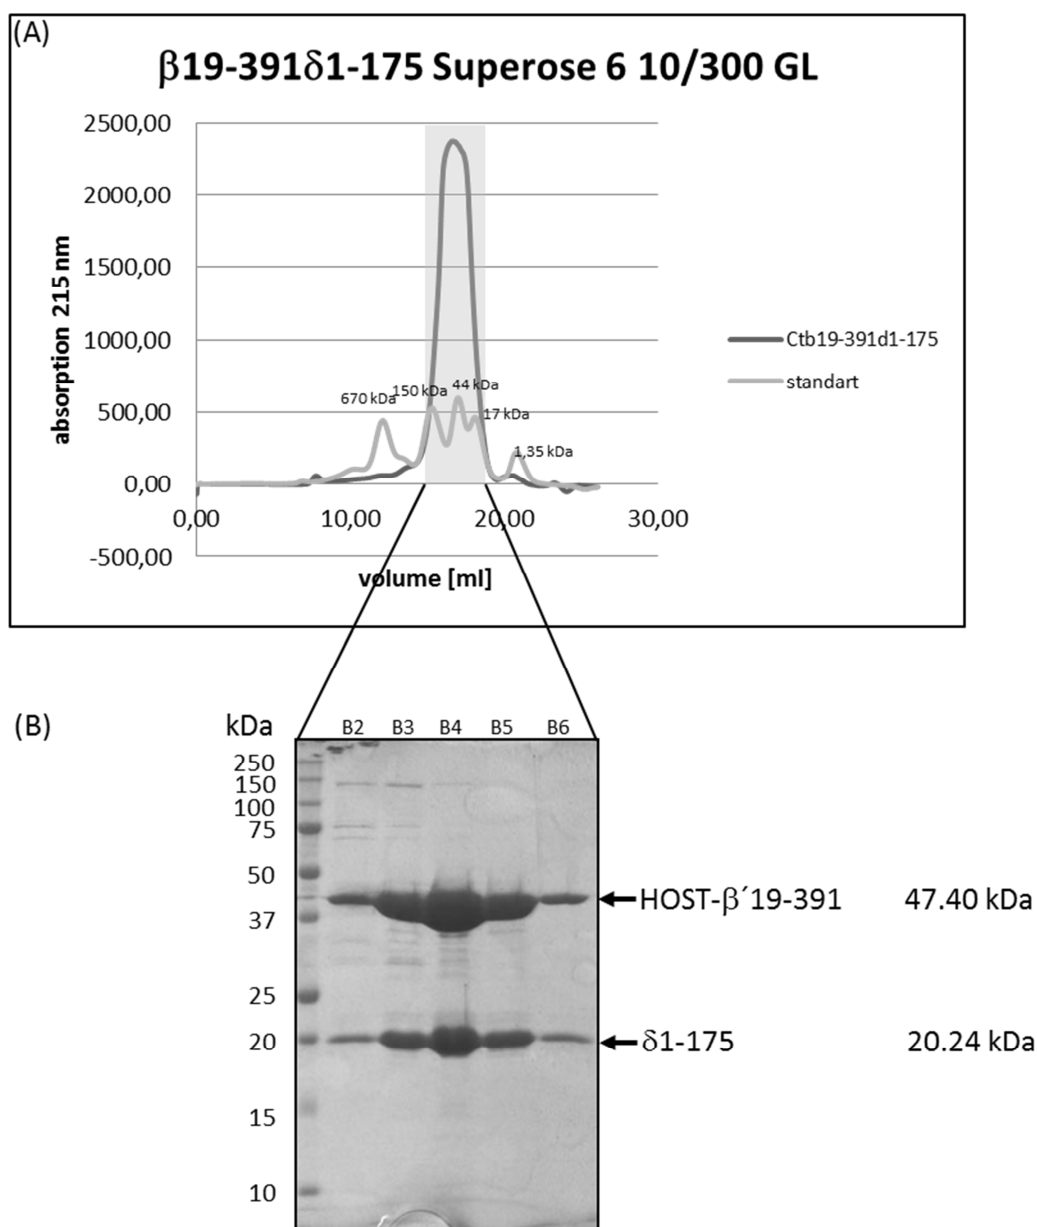 (A)
β19-391δ1-175 Superose 6 10/300 GL
2500,00
2000,00
1500,00
1000,00
500,00
0,00
-500,00
absorption 215 nm
670 kDa
150 kDa
44 kDa
17 kDa
1,35 kDa
0,00 10,00 20,00 30,00
volume [ml]
Ctb19-391d1-175
standart
(B)
kDa
B2 B3 B4 B5 B6
250
150
100
75
50
37
25
20
15
10
HOST-β´19-391 47.40 kDa
δ1-175 20.24 kDa